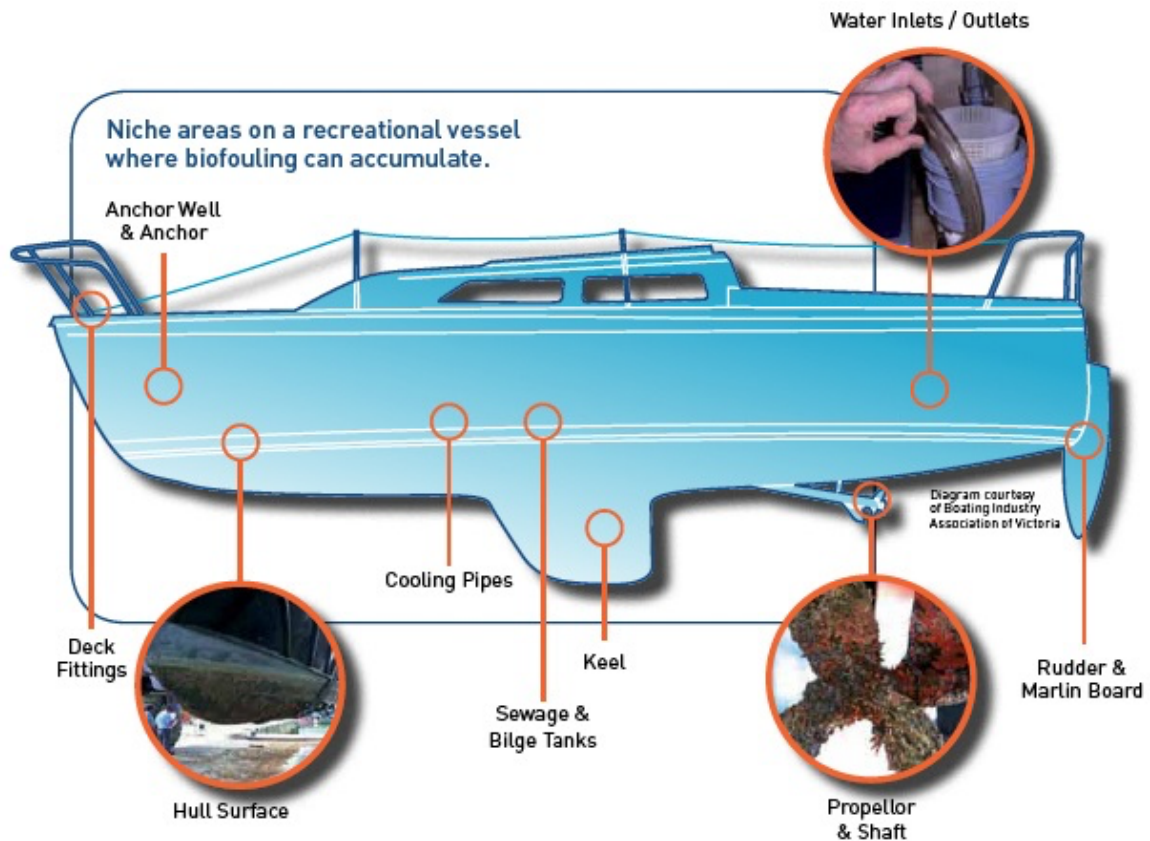 Water Inlets / Outlets
Niche areas on a recreational vessel
where biofouling can accumulate.
Anchor Well
& Anchor
Diagram courtesy
of Boating Industry
Association of Victoria
Cooling Pipes
Deck
Fittings
Keel
Rudder &
Marlin Board
Sewage &
Bilge Tanks
Hull Surface
Propellor
& Shaft